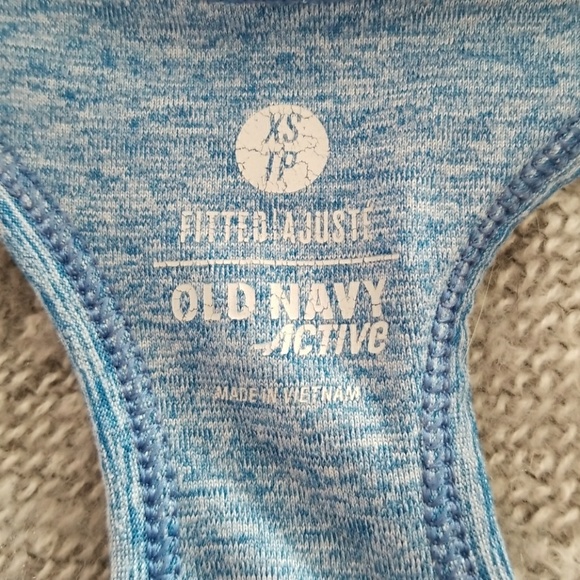 XS
TP
FITTED|AJUSTÉ
OLD NAVY
ACTIVE
MADE IN VIETNAM